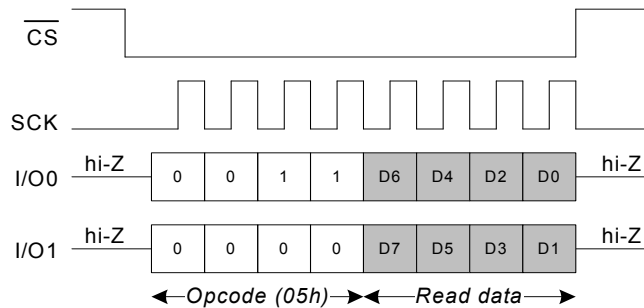 CS
SCK
I/O0 hi-Z 0 0 1 1 D6 D4 D2 D0 hi-Z
I/O1 hi-Z 0 0 0 0 D7 D5 D3 D1 hi-Z
Opcode (05h) Read data